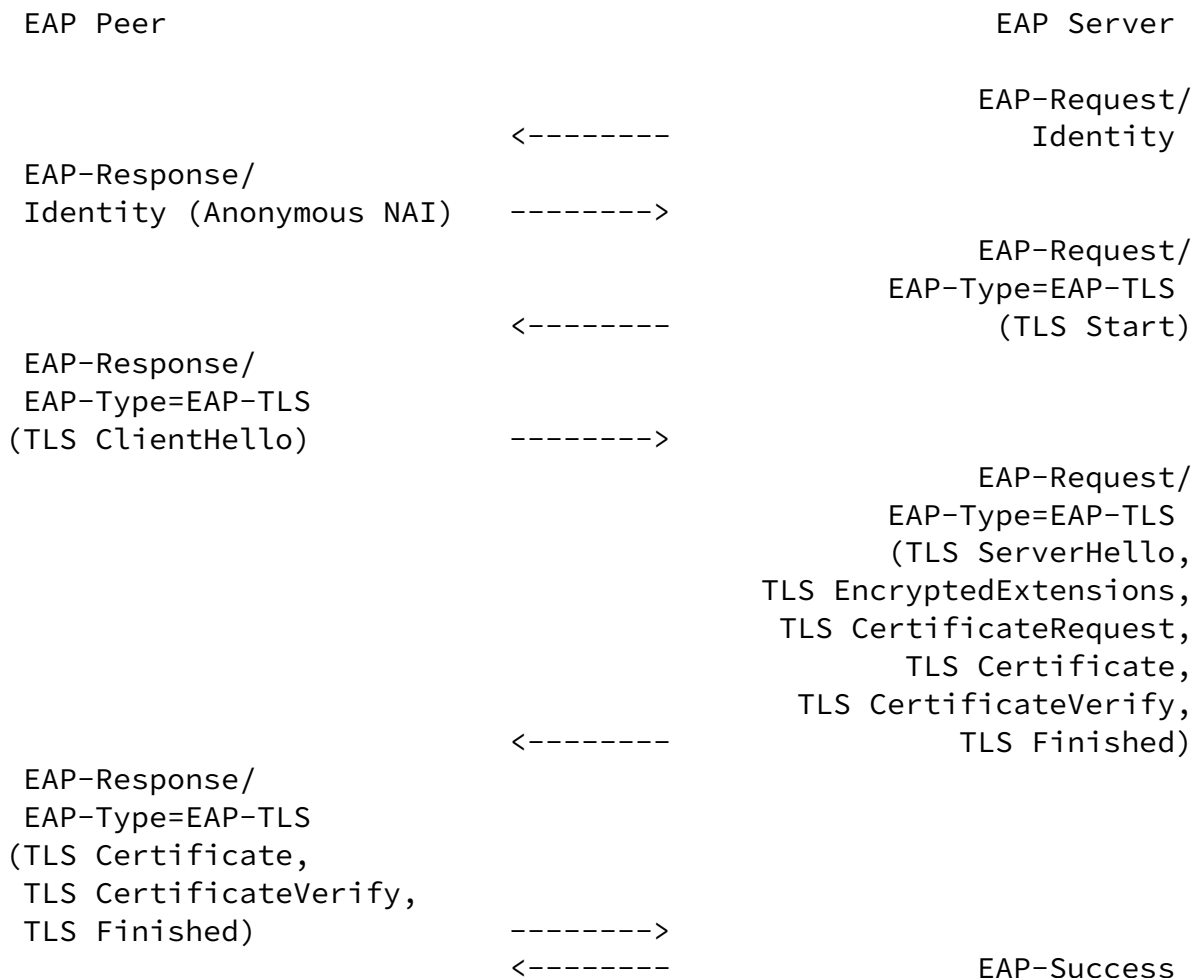 EAP Peer                                              EAP Server

                                                     EAP-Request/
                            <--------                    Identity
EAP-Response/
Identity (Anonymous NAI)    -------->
                                                     EAP-Request/
                                                EAP-Type=EAP-TLS
                            <--------                 (TLS Start)
EAP-Response/
EAP-Type=EAP-TLS
(TLS ClientHello)           -------->
                                                     EAP-Request/
                                                EAP-Type=EAP-TLS
                                                (TLS ServerHello,
                                         TLS EncryptedExtensions,
                                          TLS CertificateRequest,
                                                 TLS Certificate,
                                           TLS CertificateVerify,
                            <--------               TLS Finished)
EAP-Response/
EAP-Type=EAP-TLS
(TLS Certificate,
TLS CertificateVerify,
TLS Finished)               -------->
                            <--------                EAP-Success